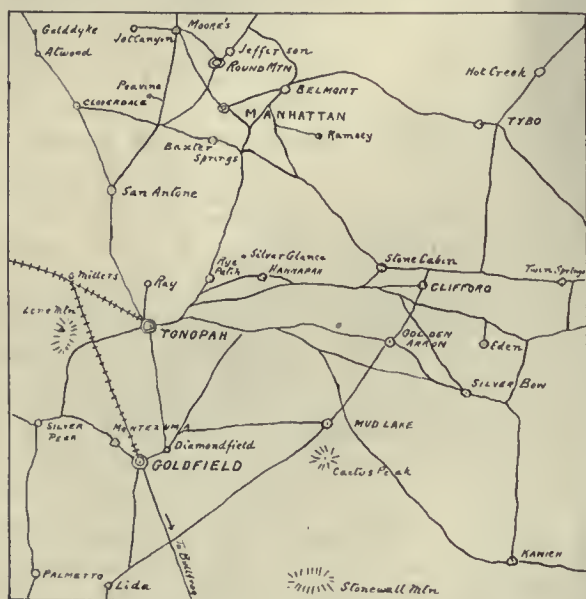 MOORE'S
Golddyke
Jeff Canyon
Jefferson
Atwood
ROUND MTN
Hot Creek
Peavine
BELMONT
CLOVERDALE
MANHATTAN
TYBO
Ramsey
Baxter
Springs
San Antone
Stone Cabin
Twin Springs
Millers
Ray
Rye
Patch
Silver Glance
HANNAPAH
CLIFFORD
Lone Mtn
TONOPAH
GOLDEN
ARROW
Eden
SILVER BOW
SILVER
PEAK
MONTEZUMA
MUD LAKE
Diamondfield
GOLDFIELD
Cactus Peak
To Bullfrog
KAWICH
PALMETTO
Lida
Stonewall Mtn